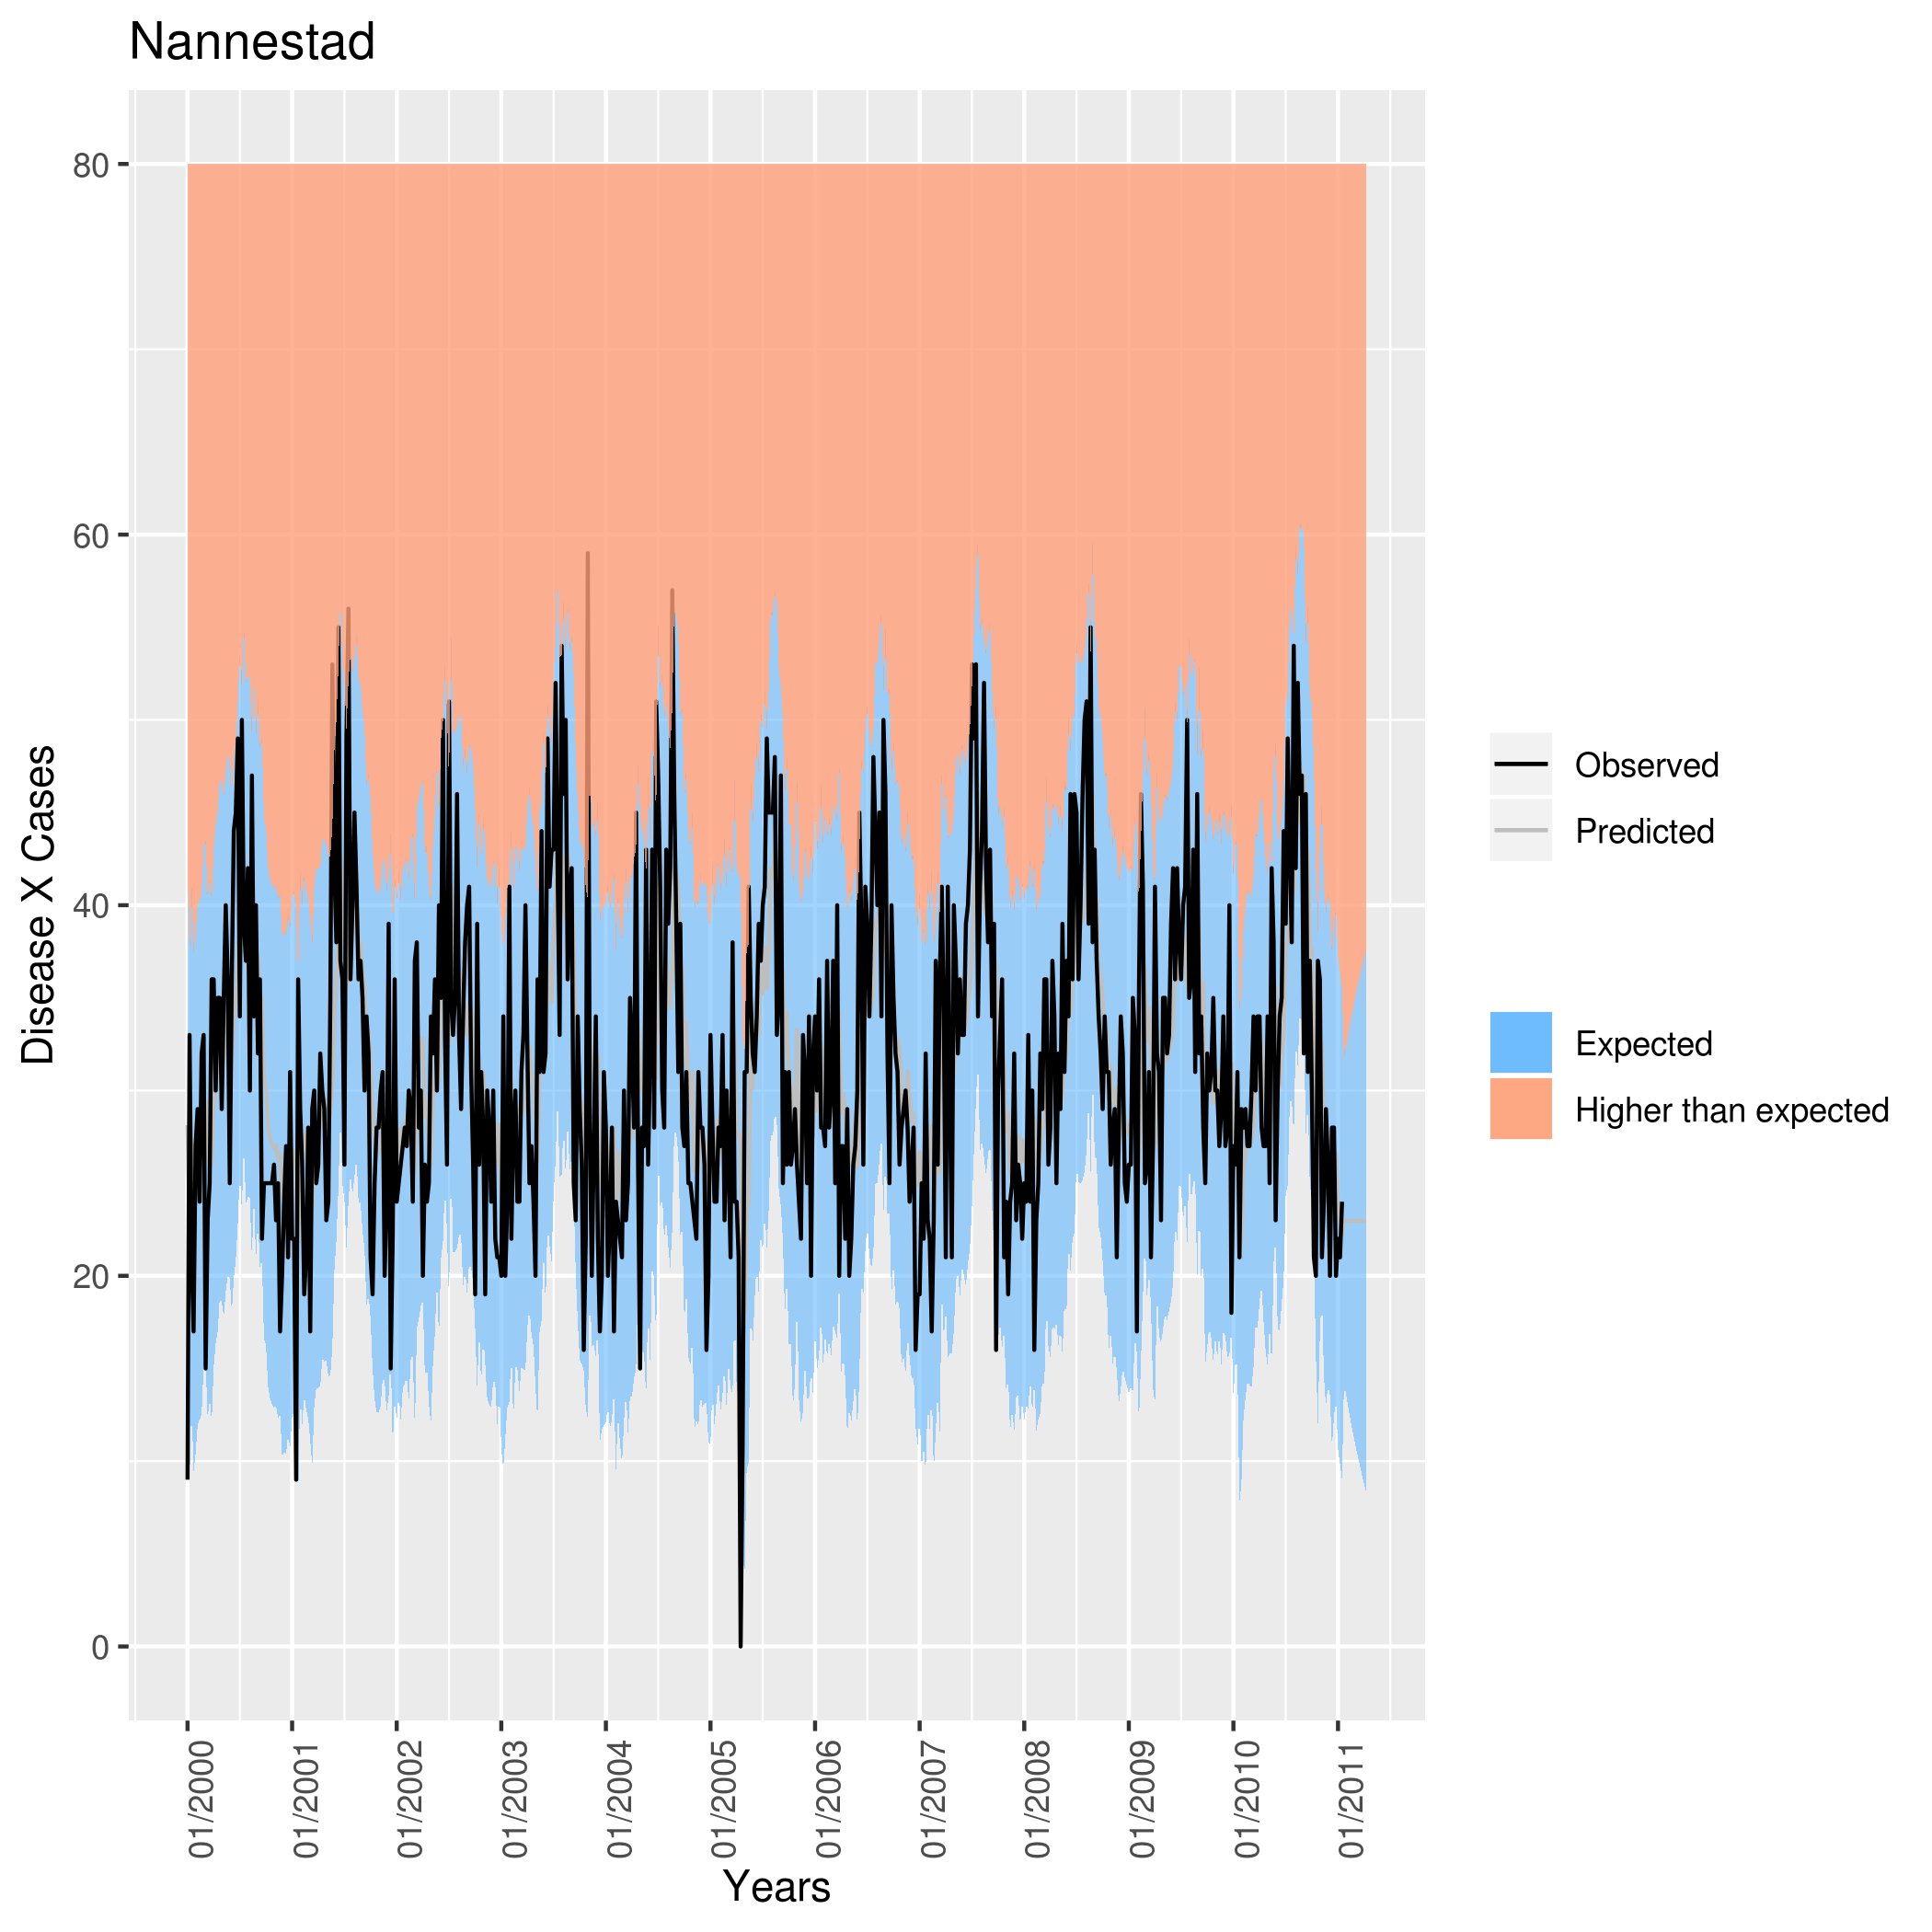 Nannestad
Disease X Cases
80
60
40
20
0
01/2000
01/2001
01/2002
01/2003
01/2004
01/2005
01/2006
01/2007
01/2008
01/2009
01/2010
01/2011
Years
Observed
Predicted
Expected
Higher than expected